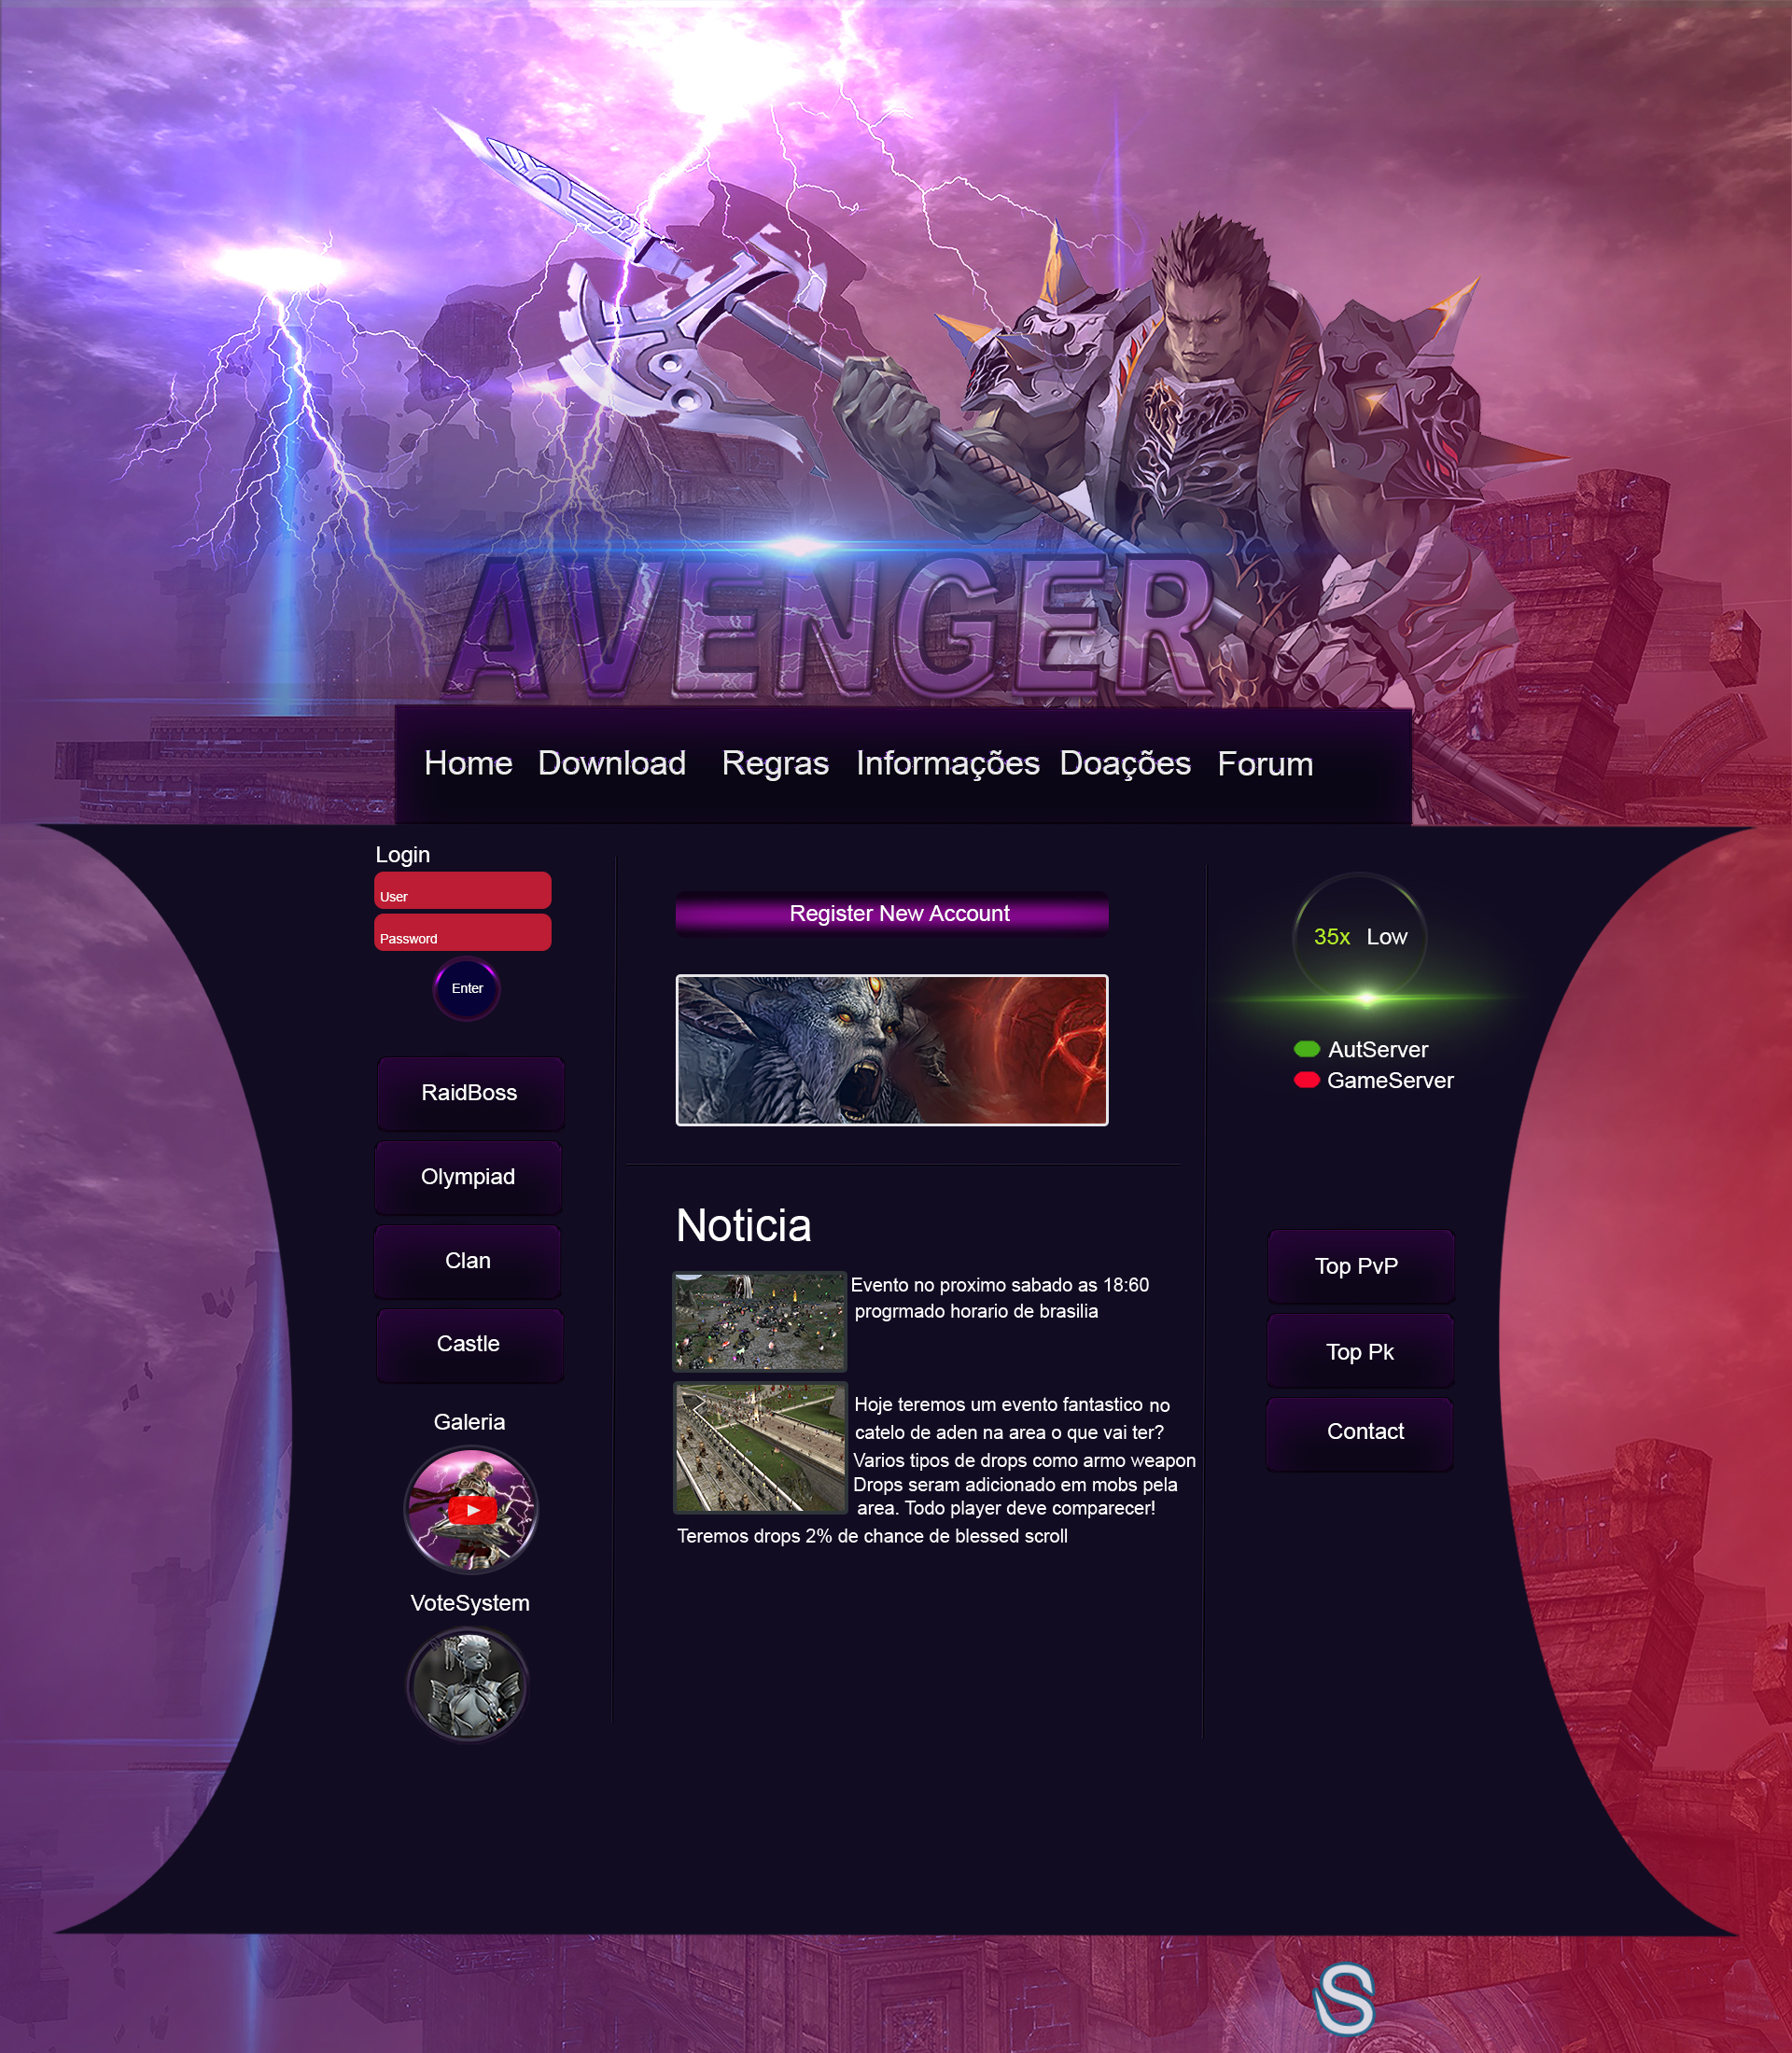 AVENGER
Home Download Regras Informações Doações Forum
Login
User
Password
Enter
RaidBoss
Olympiad
Clan
Castle
Galeria
VoteSystem
Register New Account
Noticia
Evento no proximo sabado as 18:60
progrmado horario de brasilia
Hoje teremos um evento fantastico no
catelo de aden na area o que vai ter?
Varios tipos de drops como armo weapon
Drops seram adicionado em mobs pela
area. Todo player deve comparecer!
Teremos drops 2% de chance de blessed scroll
35x Low
AutServer
GameServer
Top PvP
Top Pk
Contact
S